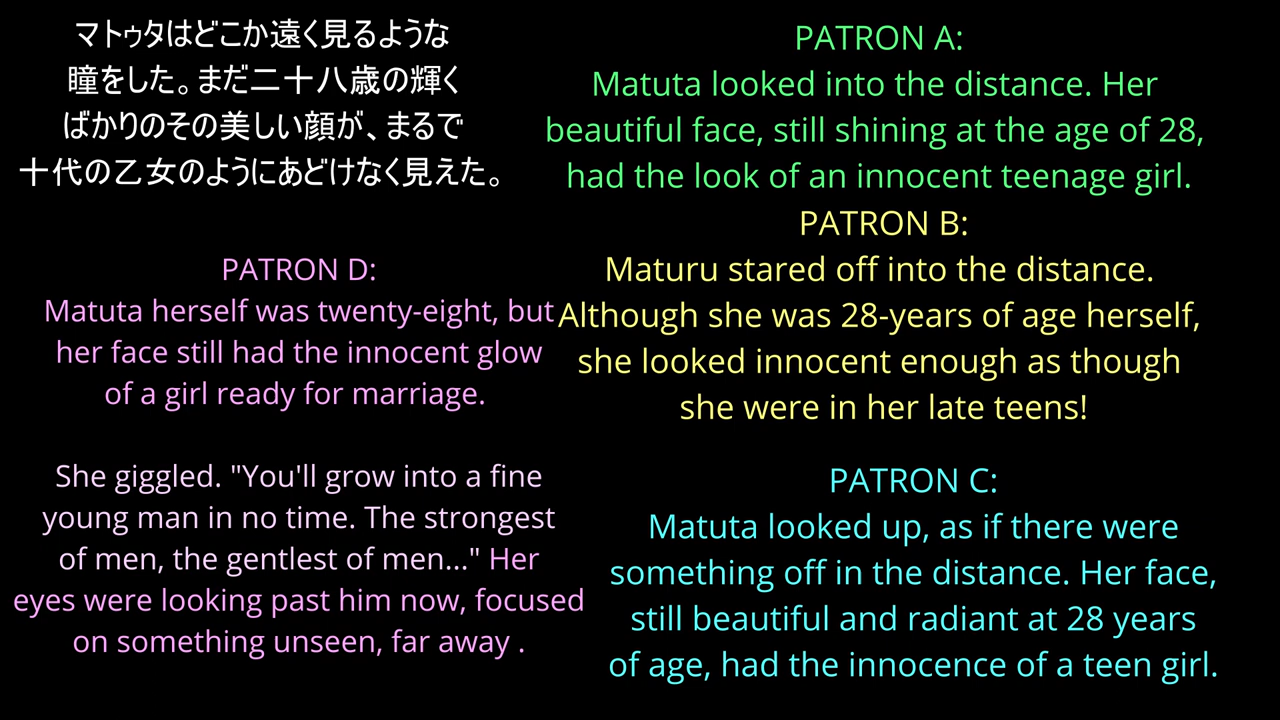 マトゥタはどこか遠く見るような
瞳をした。まだ二十八歳の輝く
ばかりのその美しい顔が、まるで
十代の乙女のようにあどけなく見えた。
PATRON A:
Matuta looked into the distance. Her
beautiful face, still shining at the age of 28,
had the look of an innocent teenage girl.
PATRON B:
Maturu stared off into the distance.
Although she was 28-years of age herself,
she looked innocent enough as though
she were in her late teens!
PATRON C:
Matuta looked up, as if there were
something off in the distance. Her face,
still beautiful and radiant at 28 years
of age, had the innocence of a teen girl.
PATRON D:
Matuta herself was twenty-eight, but
her face still had the innocent glow
of a girl ready for marriage.
She giggled. "You'll grow into a fine
young man in no time. The strongest
of men, the gentlest of men..." Her
eyes were looking past him now, focused
on something unseen, far away .